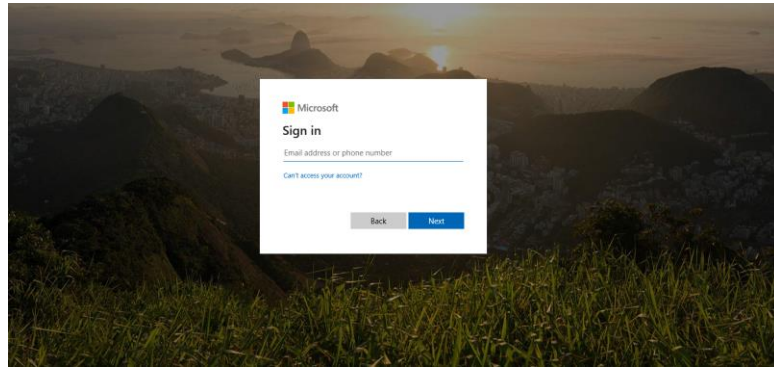 Microsoft
Sign in
Email address or phone number
Can't access your account?
Back
Next